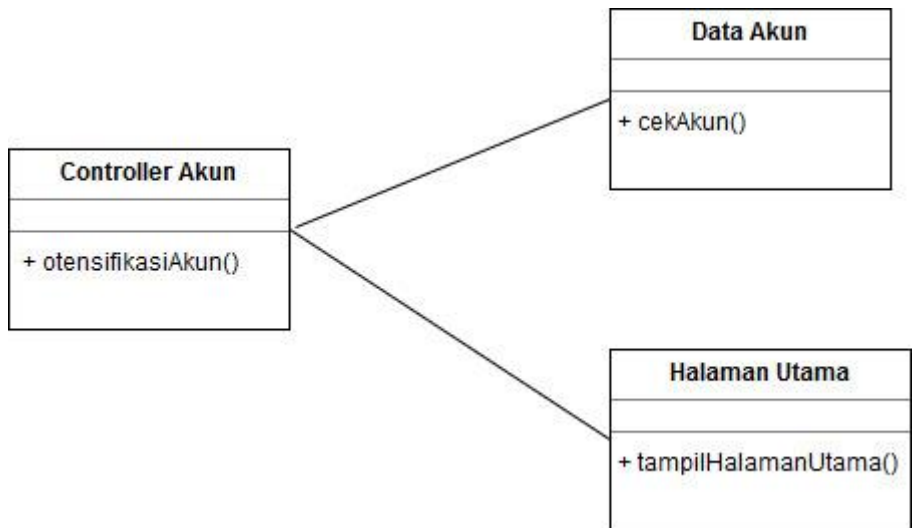 Data Akun
+ cekAkun()
Controller Akun
+ otensifikasiAkun()
Halaman Utama
+ tampilHalamanUtama()